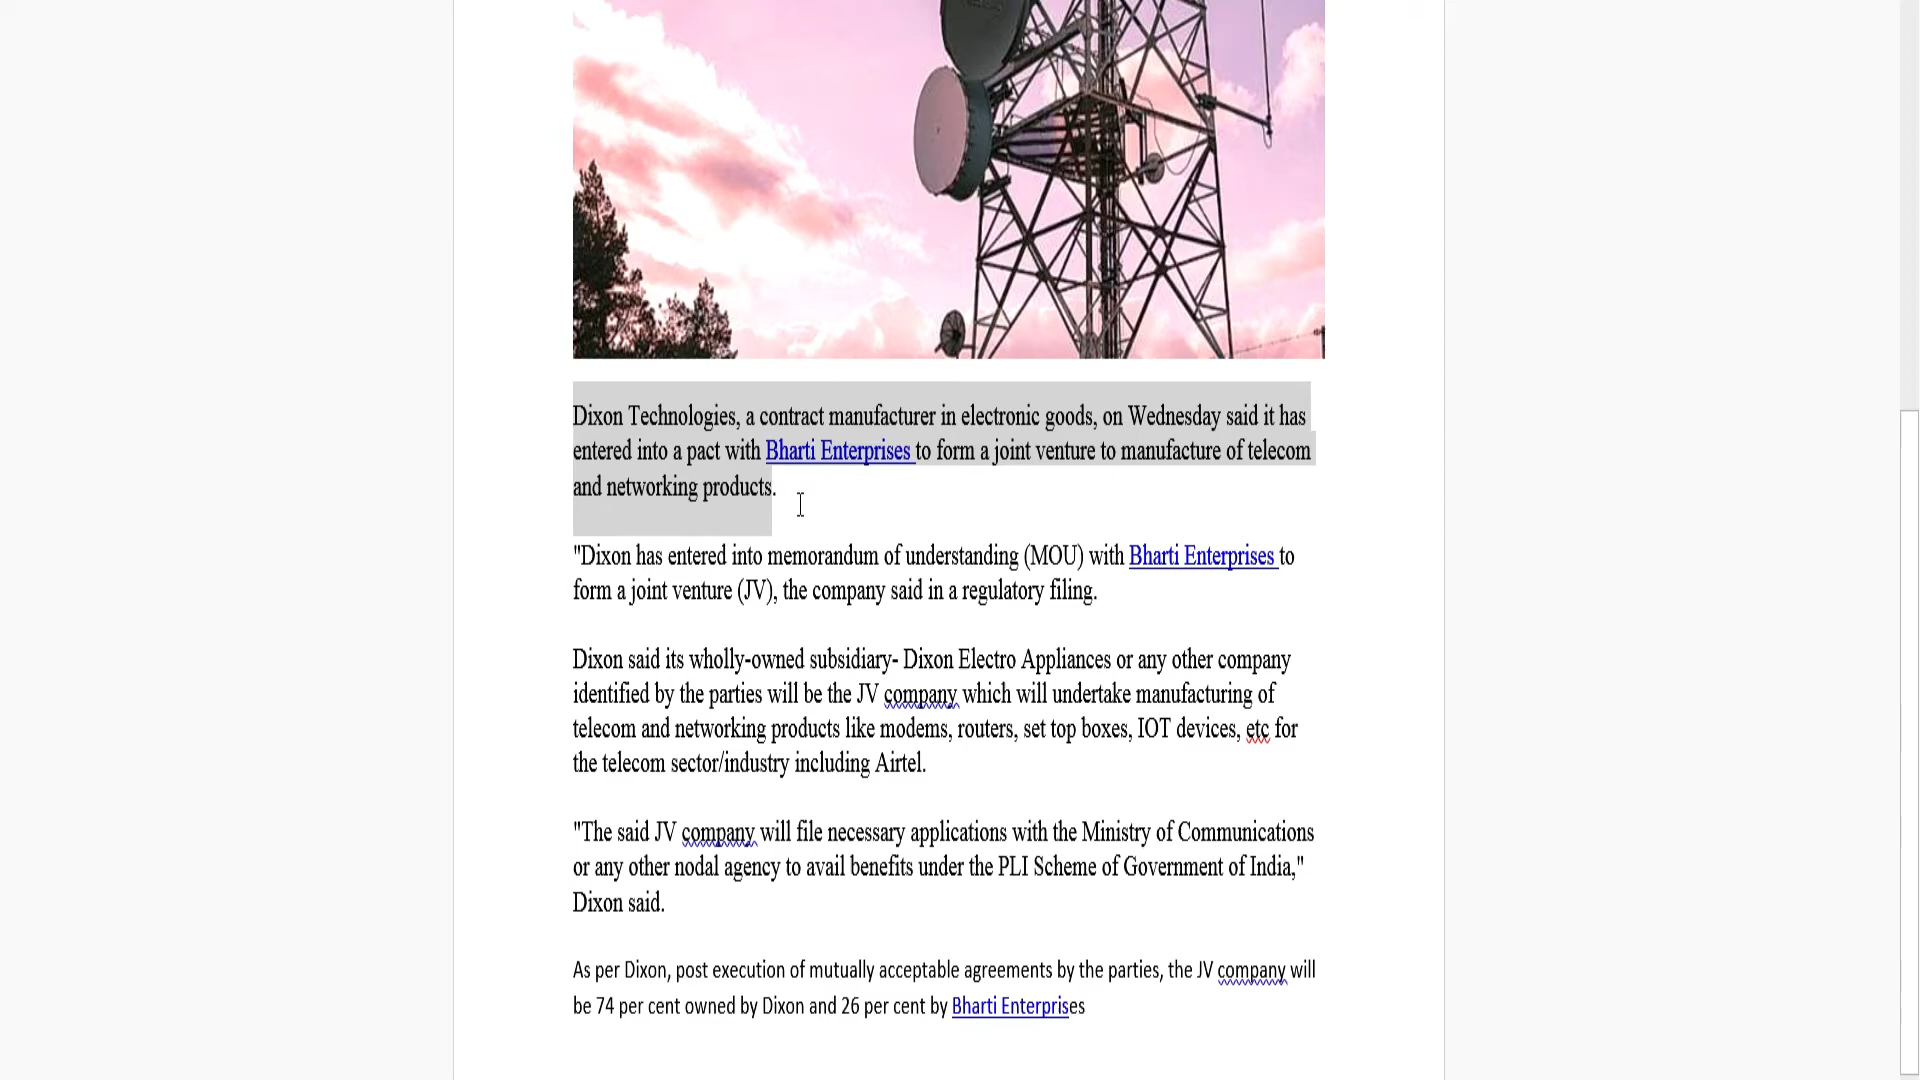 Dixon Technologies, a contract manufacturer in electronic goods, on Wednesday said it has
entered into a pact with Bharti Enterprises to form a joint venture to manufacture of telecom
and networking products.
"Dixon has entered into memorandum of understanding (MOU) with Bharti Enterprises to
form a joint venture (JV), the company said in a regulatory filing.
Dixon said its wholly-owned subsidiary- Dixon Electro Appliances or any other company
identified by the parties will be the JV company which will undertake manufacturing of
telecom and networking products like modems, routers, set top boxes, IOT devices, etc for
the telecom sector/industry including Airtel.
"The said JV company will file necessary applications with the Ministry of Communications
or any other nodal agency to avail benefits under the PLI Scheme of Government of India,"
Dixon said.
As per Dixon, post execution of mutually acceptable agreements by the parties, the JV company will
be 74 per cent owned by Dixon and 26 per cent by Bharti Enterprises